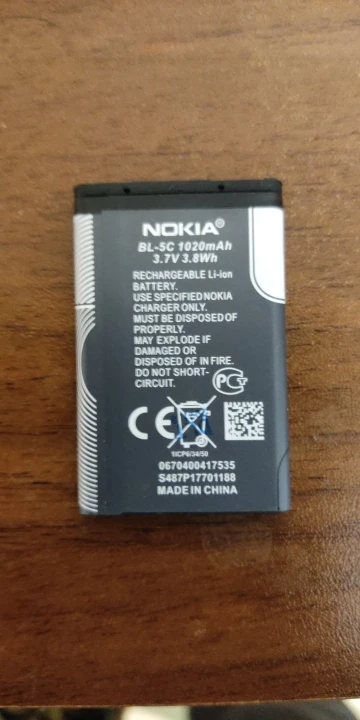 NOKIA®
BL-5C 1020mAh
3.7V 3.8Wh
RECHARGEABLE Li-ion
BATTERY.
USE SPECIFIED NOKIA
CHARGER ONLY.
MUST BE DISPOSED OF
PROPERLY.
MAY EXPLODE IF
DAMAGED OR
DISPOSED OF IN FIRE.
DO NOT SHORT-
CIRCUIT.
CE
1ICP6/34/50
0670400417535
S487P17701188
MADE IN CHINA